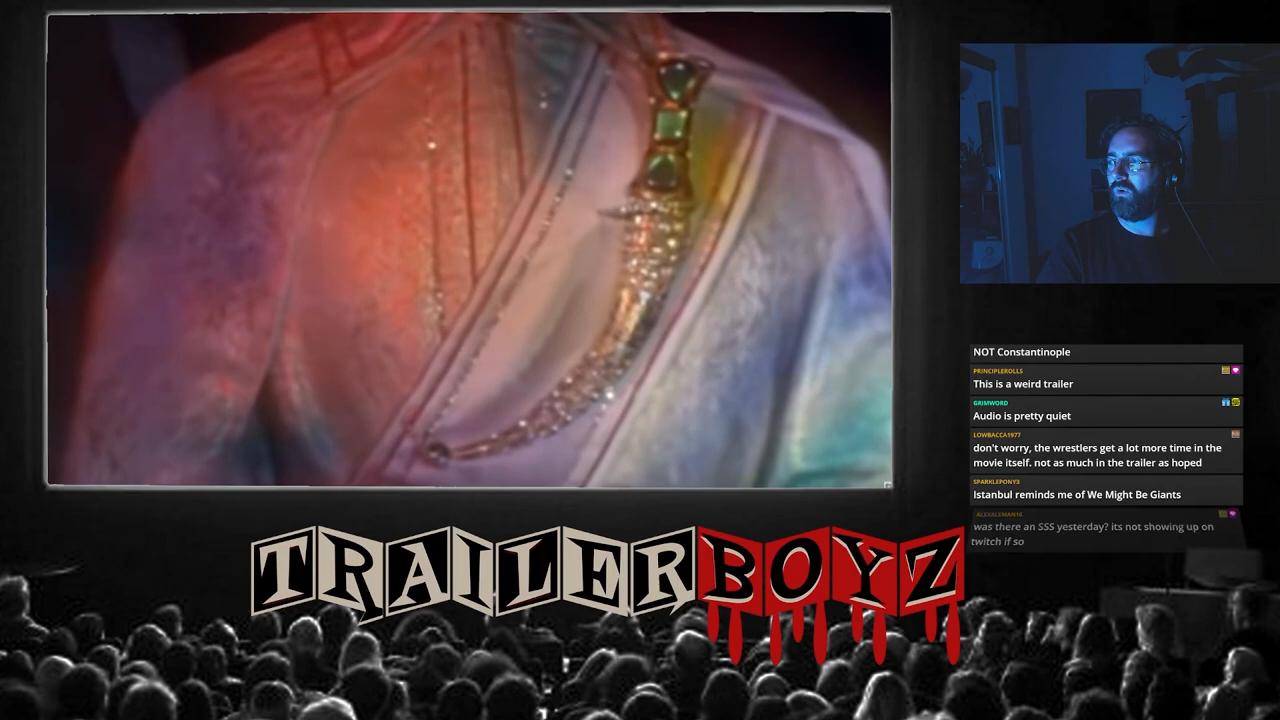 NOT Constantinople
PRINCIPLEROLLS
This is a weird trailer
GRIMWORD
Audio is pretty quiet
LOWBACCA1977
don't worry, the wrestlers get a lot more time in the
movie itself. not as much in the trailer as hoped
SPARKLEPONY3
Istanbul reminds me of We Might Be Giants
ALEXALEMAN16
was there an SSS yesterday? its not showing up on
twitch if so
TRAILERBOYZ